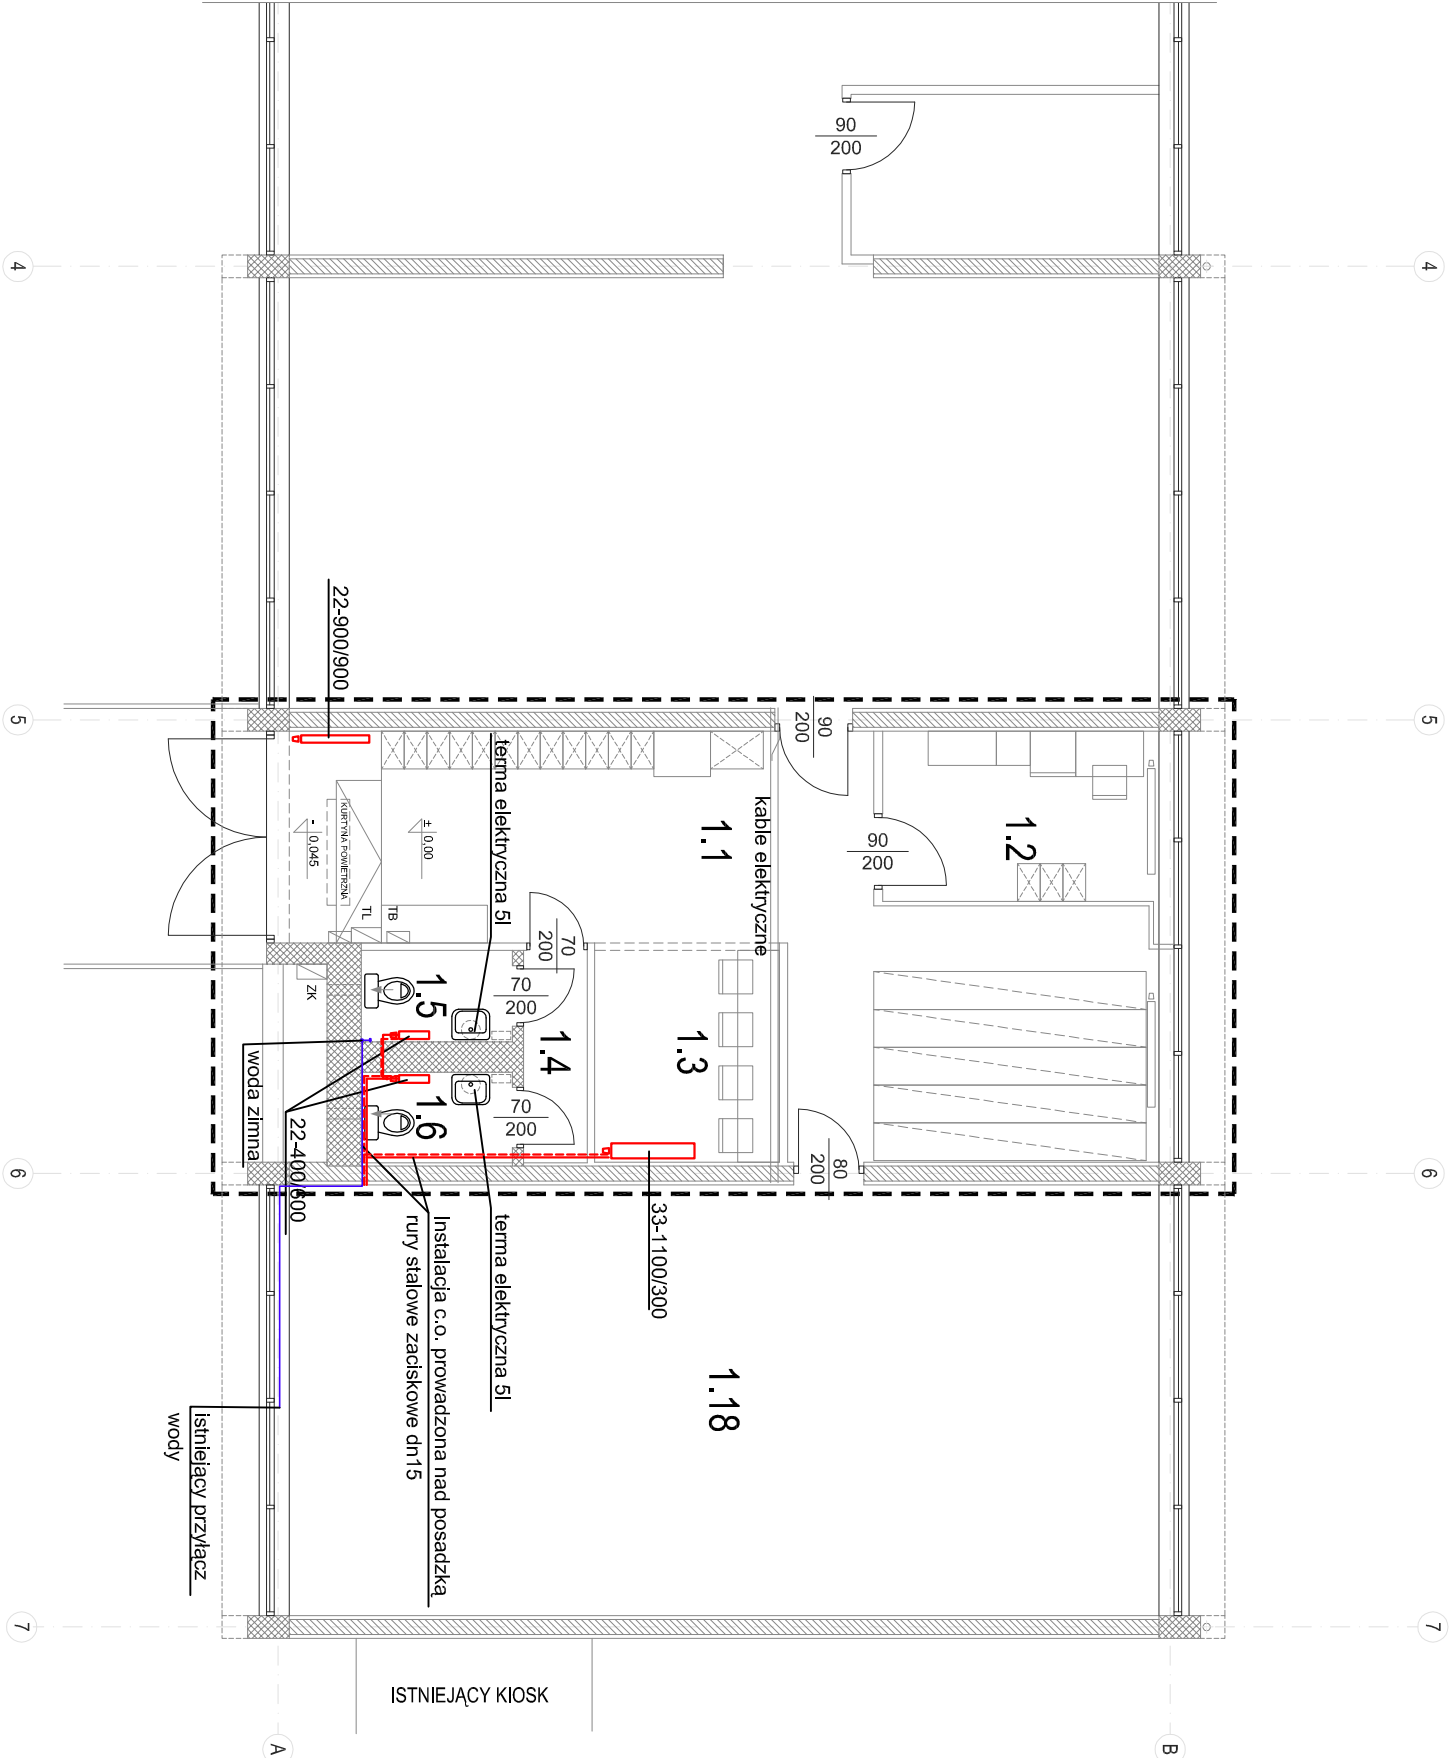 90
200
4
4
22-900/900
5
5
90
200
terma elektryczna 5l
kable elektryczne
1.1
1.2
90
200
KURTYNA POWIETRZNA
- 0,045
± 0,00
TL
TB
70
200
ZK
1.5
70
200
1.4
1.3
woda zimna
22-400/600
1.6
70
200
80
200
6
6
33-1100/300
terma elektryczna 5l
Instalacja c.o. prowadzona nad posadzką
rury stalowe zaciskowe dn15
1.18
istniejący przyłącz
wody
7
7
ISTNIEJĄCY KIOSK
A
B